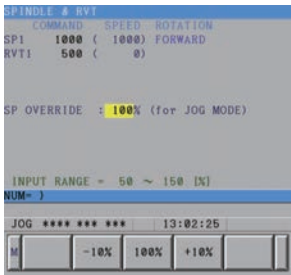 SPINDLE & RVT
COMMAND SPEED ROTATION
SP1 1000 ( 1000) FORWARD
RVT1 500 ( 0)
SP OVERRIDE : 100% (for JOG MODE)
INPUT RANGE = 50 ~ 150 [%]
NUM= )
JOG **** *** *** 13:02:25
M -10% 100% +10%